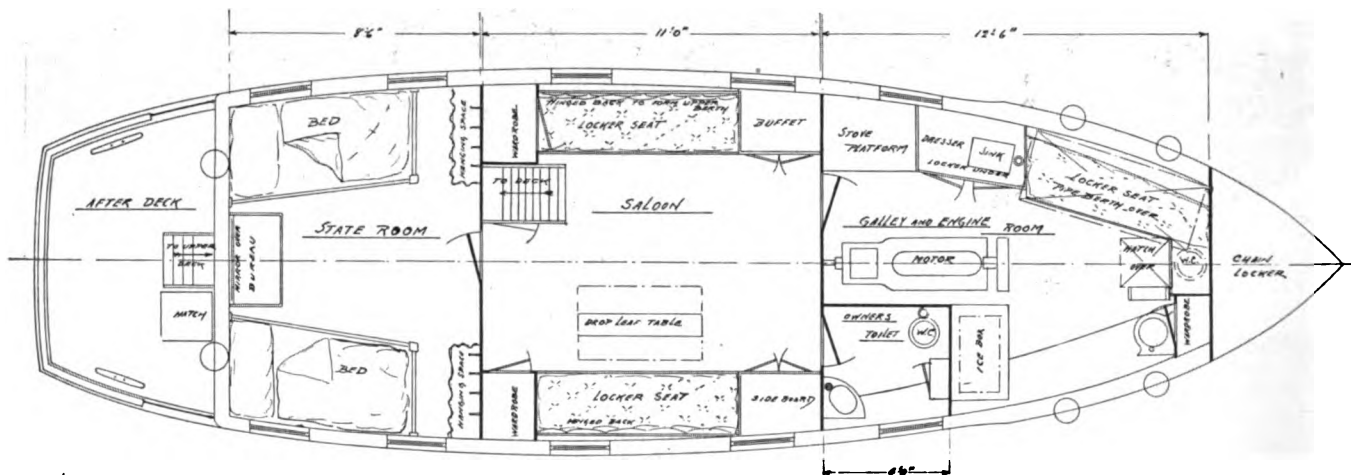 8'6"
11'0"
12'6"
BED
HANGING SPACE
WARDROBE
HINGED BACK TO FORM UPPER
BERTH
LOCKER SEAT
BUFFET
STOVE
PLATFORM
DRESSER
SINK
LOCKER UNDER
LOCKER SEAT
PIPE BERTH OVER
AFTER DECK
TO UPPER
DECK
HATCH
MIRROR OVER
BUREAU
STATE ROOM
TO DECK
SALOON
GALLEY AND ENGINE ROOM
MOTOR
HATCH
OVER
W.C.
CHAIN
LOCKER
WARDROBE
DROP LEAF TABLE
OWNERS
TOILET
W.C.
ICE BOX
BED
HANGING SPACE
WARDROBE
LOCKER SEAT
HINGED BACK
SIDE BOARD